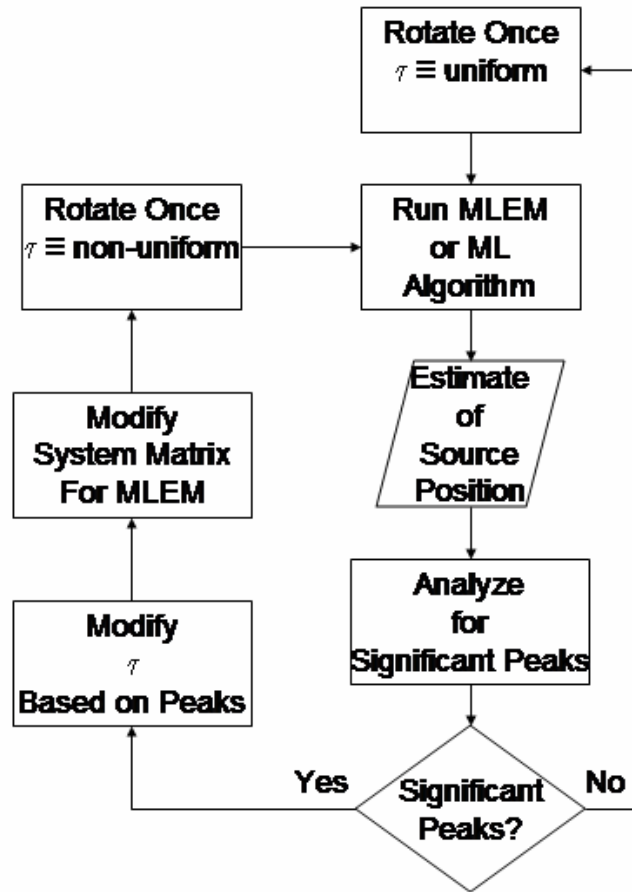 Rotate Once
τ ≡ uniform
Run MLEM
or ML
Algorithm
Estimate
of
Source
Position
Analyze
for
Significant Peaks
Significant
Peaks?
Yes
No
Modify
τ
Based on Peaks
Modify
System Matrix
For MLEM
Rotate Once
τ ≡ non-uniform